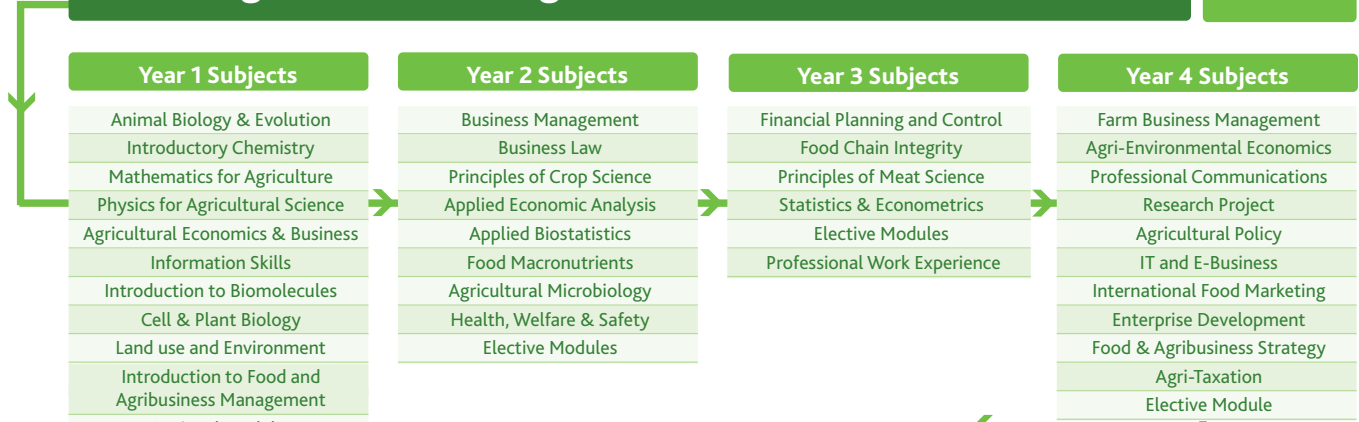 Year 1 Subjects
Animal Biology & Evolution
Introductory Chemistry
Mathematics for Agriculture
Physics for Agricultural Science
Agricultural Economics & Business
Information Skills
Introduction to Biomolecules
Cell & Plant Biology
Land use and Environment
Introduction to Food and
Agribusiness Management
Year 2 Subjects
Business Management
Business Law
Principles of Crop Science
Applied Economic Analysis
Applied Biostatistics
Food Macronutrients
Agricultural Microbiology
Health, Welfare & Safety
Elective Modules
Year 3 Subjects
Financial Planning and Control
Food Chain Integrity
Principles of Meat Science
Statistics & Econometrics
Elective Modules
Professional Work Experience
Year 4 Subjects
Farm Business Management
Agri-Environmental Economics
Professional Communications
Research Project
Agricultural Policy
IT and E-Business
International Food Marketing
Enterprise Development
Food & Agribusiness Strategy
Agri-Taxation
Elective Module